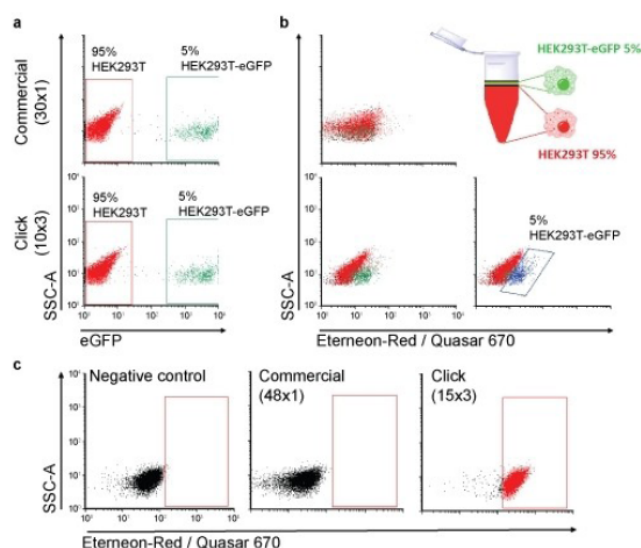 a
b
95%
HEK293T
5%
HEK293T-eGFP
HEK293T-eGFP 5%
HEK293T 95%
Commercial
(30x1)
95%
HEK293T
5%
HEK293T-eGFP
5%
HEK293T-eGFP
Click
(10x3)
SSC-A
SSC-A
eGFP
Eterneon-Red / Quasar 670
c
Negative control
Commercial
(48x1)
Click
(15x3)
SSC-A
Eterneon-Red / Quasar 670